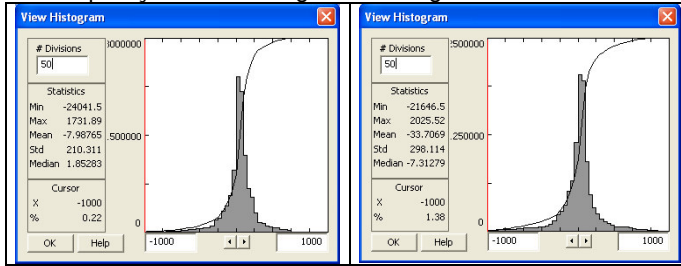 View Histogram
# Divisions
50
Statistics
Min -24041.5
Max 1731.89
Mean -7.98765
Std 210.311
Median 1.85283
Cursor
X -1000
% 0.22
OK Help
3000000
500000
0
-1000 1000
View Histogram
# Divisions
50
Statistics
Min -21646.5
Max 2025.52
Mean -33.7069
Std 298.114
Median -7.31279
Cursor
X -1000
% 1.38
OK Help
500000
250000
0
-1000 1000